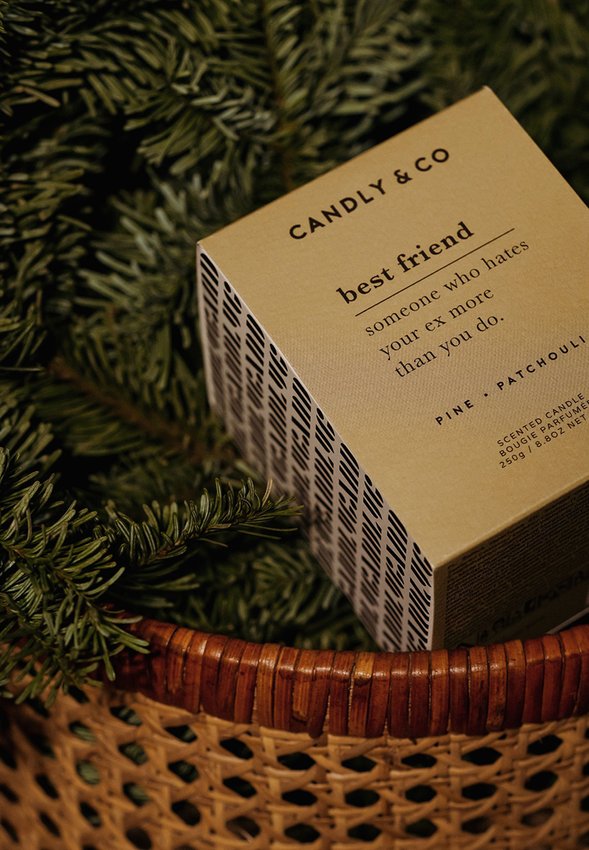 CANDLY & CO
best friend
someone who hates
your ex more
than you do.
PINE • PATCHOULI
SCENTED CANDLE
BOUGIE PARFUMÉE
250g / 8.8OZ NET